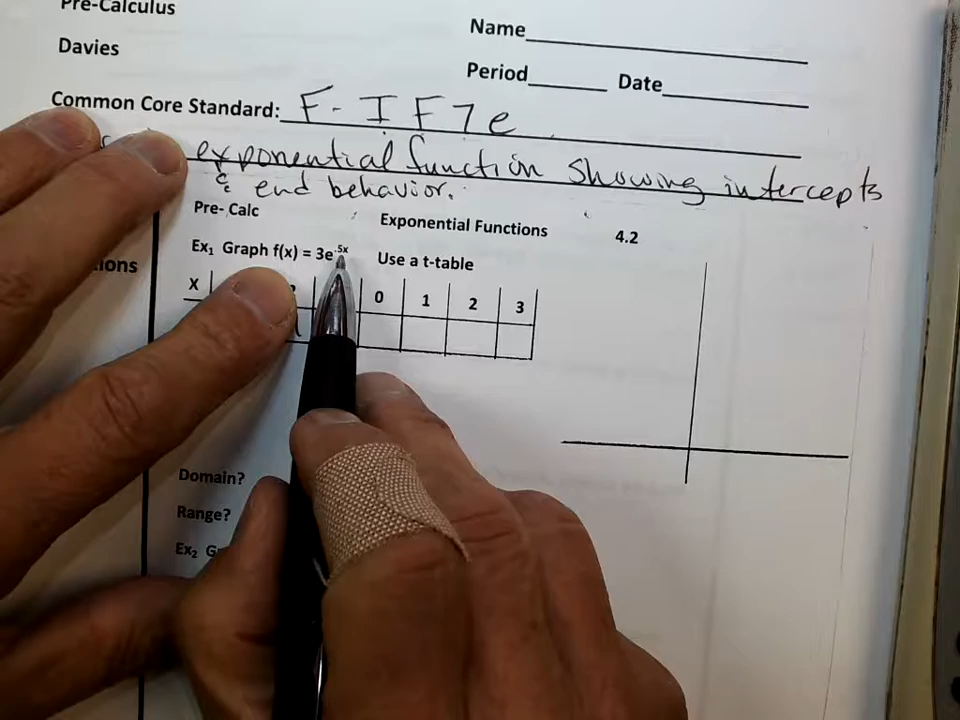 Pre-Calculus
Name
Davies
Period Date
Common Core Standard: F-IF7e
exponential function showing intercepts
& end behavior.
Pre-Calc Exponential Functions 4.2
Ex1 Graph f(x) = 3e^.5x Use a t-table
x 0 1 2 3
Domain?
Range?
Ex2